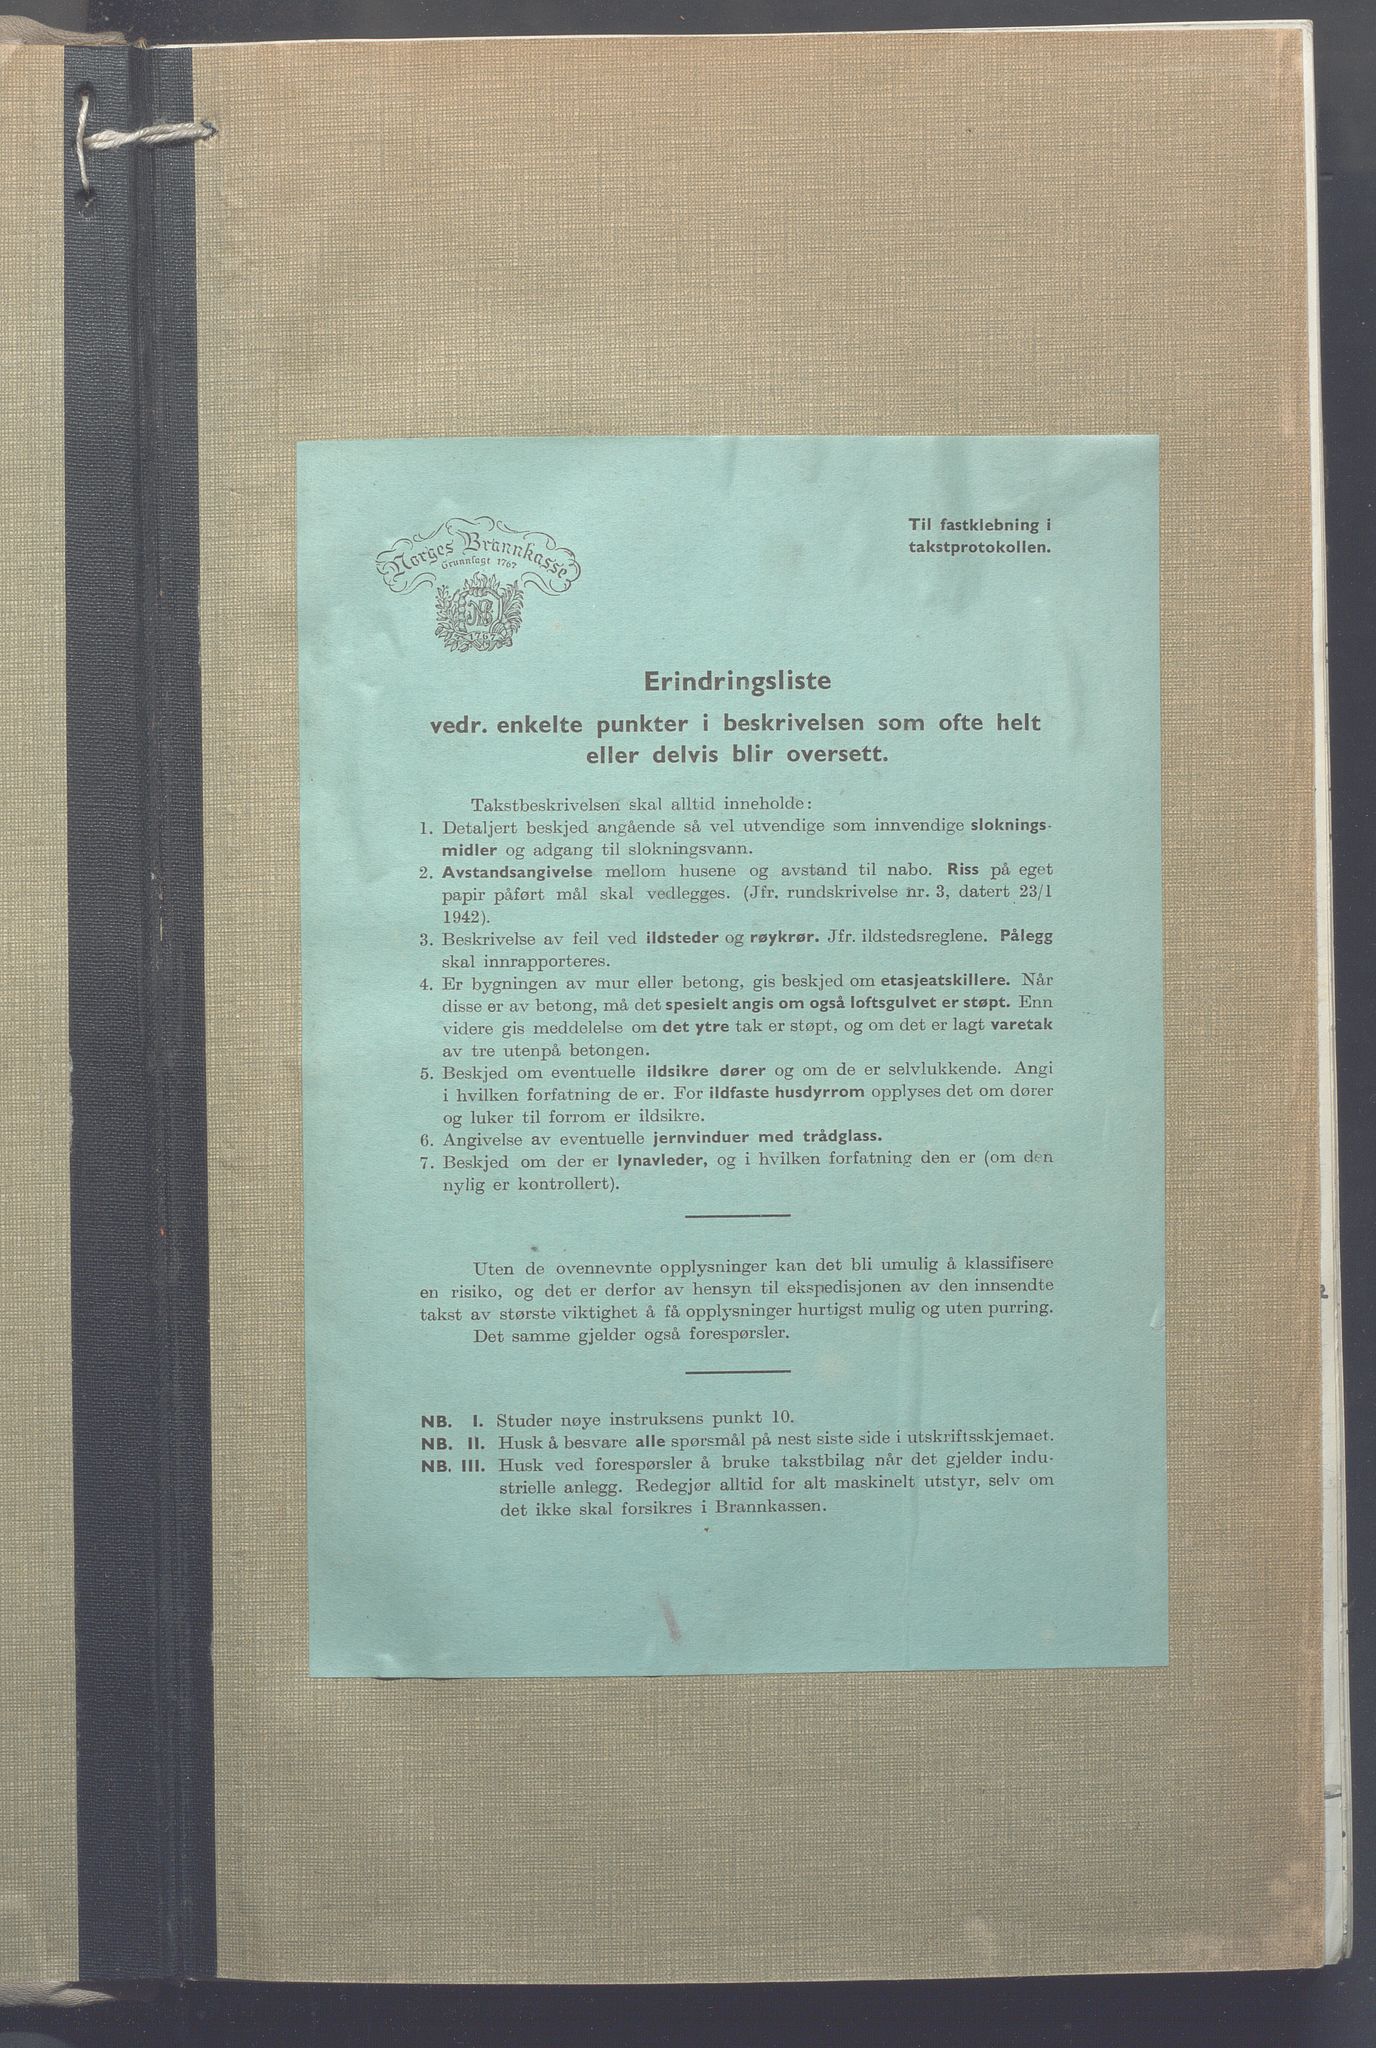 Norges Brannkasse
Grunnlagt 1767
NB
1767
Til fastklebning i
takstprotokollen.
Erindringsliste
vedr. enkelte punkter i beskrivelsen som ofte helt
eller delvis blir oversett.
Takstbeskrivelsen skal alltid inneholde:
1. Detaljert beskjed angående så vel utvendige som innvendige sloknings-
midler og adgang til slokningsvann.
2. Avstandsangivelse mellom husene og avstand til nabo. Riss på eget
papir påført mål skal vedlegges. (Jfr. rundskrivelse nr. 3, datert 23/1
1942).
3. Beskrivelse av feil ved ildsteder og røykrør. Jfr. ildstedsreglene. Pålegg
skal innrapporteres.
4. Er bygningen av mur eller betong, gis beskjed om etasjeatskillere. Når
disse er av betong, må det spesielt angis om også loftsgulvet er støpt. Enn
videre gis meddelelse om det ytre tak er støpt, og om det er lagt varetak
av tre utenpå betongen.
5. Beskjed om eventuelle ildsikre dører og om de er selvlukkende. Angi
i hvilken forfatning de er. For ildfaste husdyrrom opplyses det om dører
og luker til forrom er ildsikre.
6. Angivelse av eventuelle jernvinduer med trådglass.
7. Beskjed om der er lynavleder, og i hvilken forfatning den er (om den
nylig er kontrollert).
Uten de ovennevnte opplysninger kan det bli umulig å klassifisere
en risiko, og det er derfor av hensyn til ekspedisjonen av den innsendte
takst av største viktighet å få opplysninger hurtigst mulig og uten purring.
Det samme gjelder også forespørsler.
NB. I. Studer nøye instruksens punkt 10.
NB. II. Husk å besvare alle spørsmål på nest siste side i utskriftsskjemaet.
NB. III. Husk ved forespørsler å bruke takstbilag når det gjelder indu-
strielle anlegg. Redegjør alltid for alt maskinelt utstyr, selv om
det ikke skal forsikres i Brannkassen.